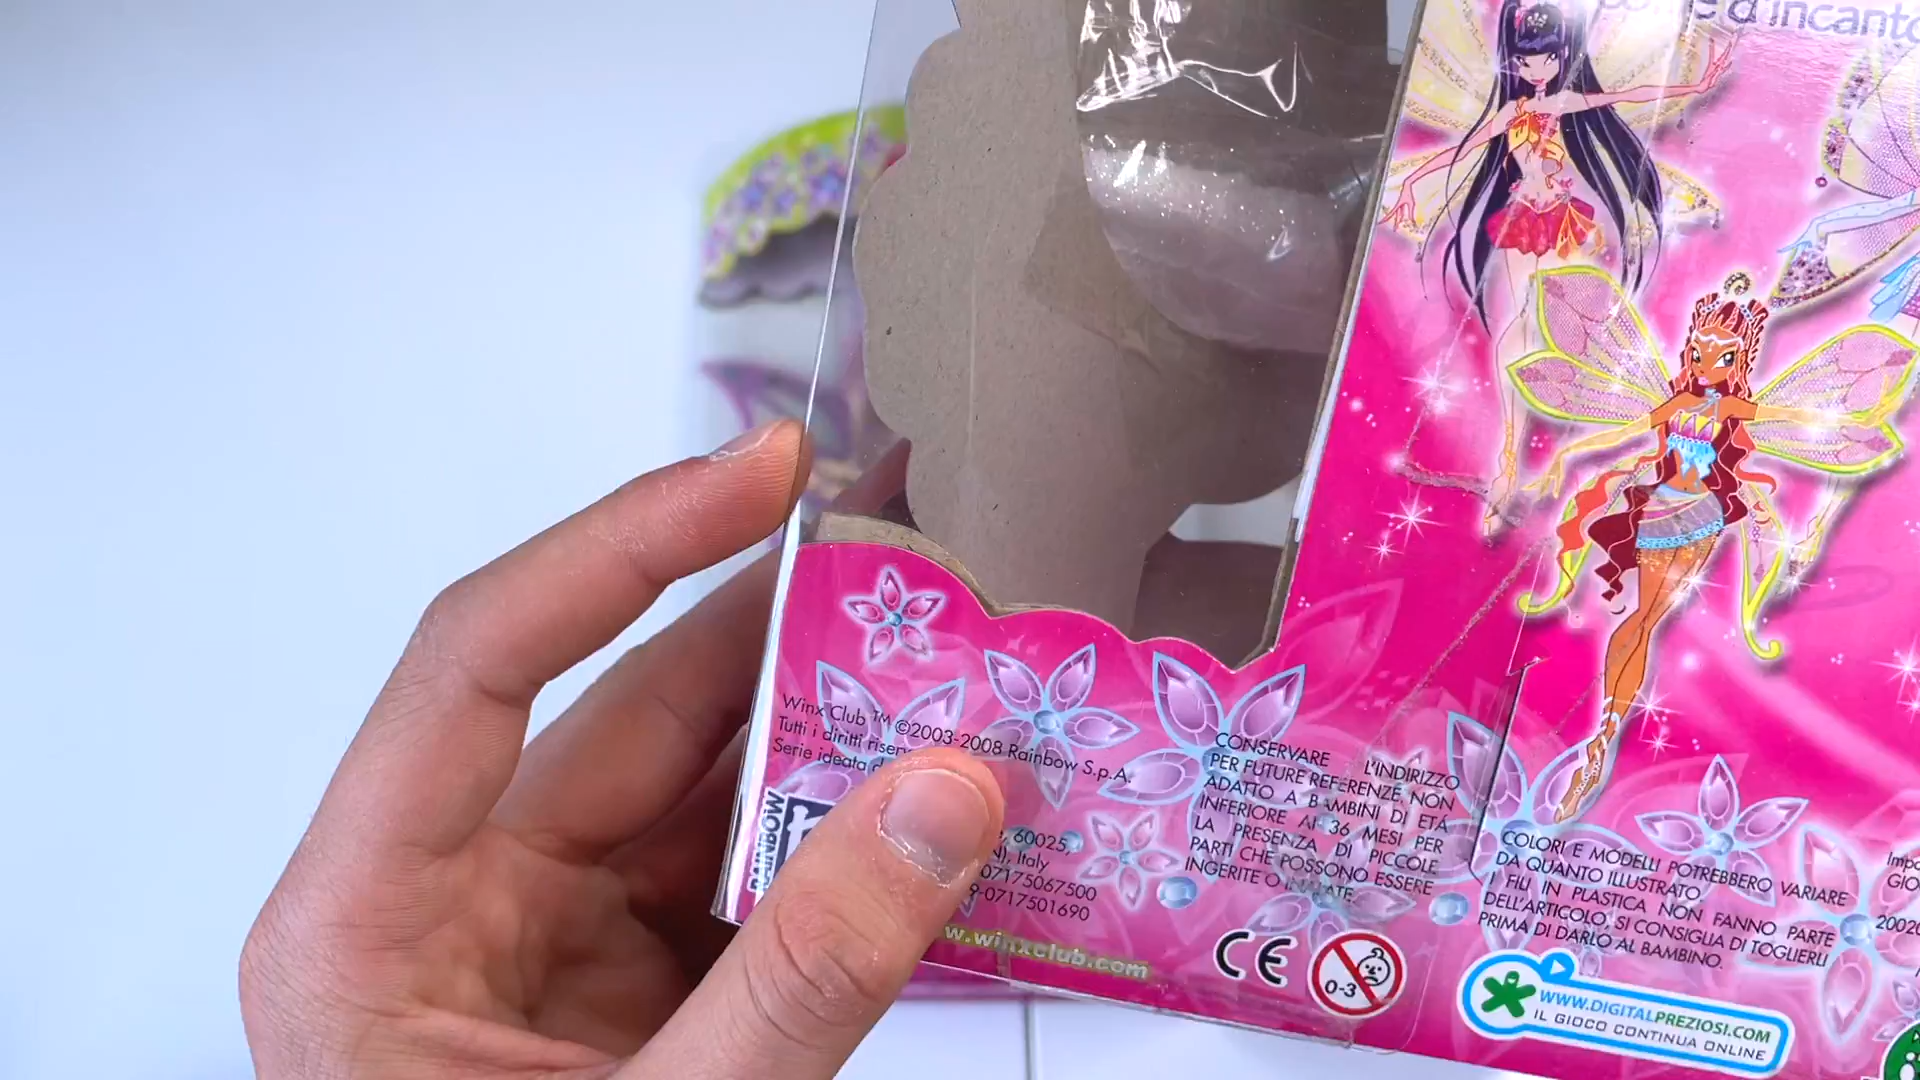 d'incanto
Winx Club ™ ©2003-2008 Rainbow S.p.A.
Tutti i diritti
Serie ideata
RAINBOW
60025,
Italy
07175067500
0717501690
w.winxclub.com
CONSERVARE L'INDIRIZZO
PER FUTURE REFERENZE. NON
ADATTO A BAMBINI DI ETÁ
INFERIORE AI 36 MESI PER
LA PRESENZA DI PICCOLE
PARTI CHE POSSONO ESSERE
INGERITE O INALATE.
CE
0-3
COLORI E MODELLI POTREBBERO VARIARE
DA QUANTO ILLUSTRATO
I FILI IN PLASTICA NON FANNO PARTE
DELL'ARTICOLO, SI CONSIGLIA DI TOGLIERLI
PRIMA DI DARLO AL BAMBINO.
WWW.DIGITALPREZIOSI.COM
IL GIOCO CONTINUA ONLINE